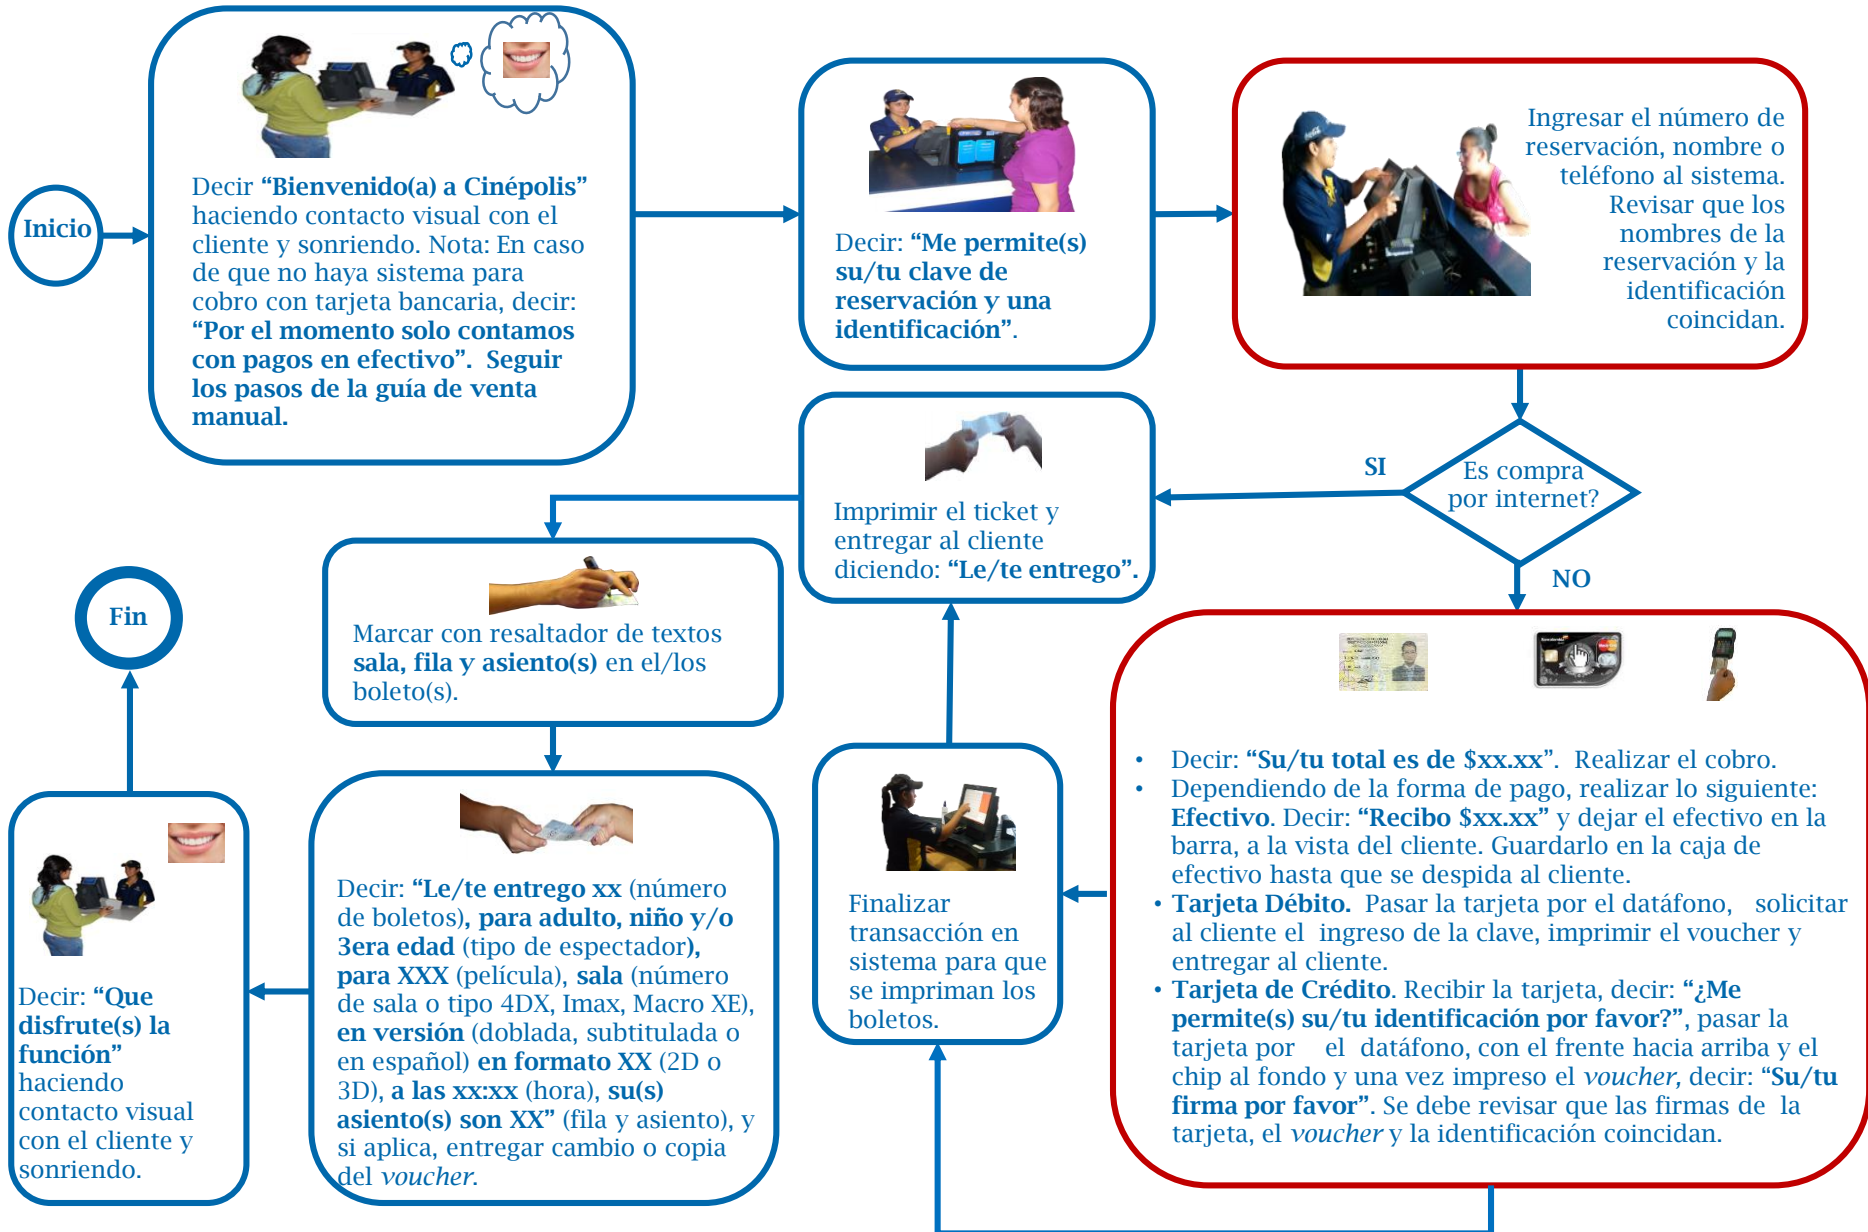 Inicio
Decir “Bienvenido(a) a Cinépolis”
haciendo contacto visual con el
cliente y sonriendo. Nota: En caso
de que no haya sistema para
cobro con tarjeta bancaria, decir:
“Por el momento solo contamos
con pagos en efectivo”. Seguir
los pasos de la guía de venta
manual.
Decir: “Me permite(s)
su/tu clave de
reservación y una
identificación”.
Ingresar el número de
reservación, nombre o
teléfono al sistema.
Revisar que los
nombres de la
reservación y la
identificación
coincidan.
Es compra
por internet?
SI
NO
Imprimir el ticket y
entregar al cliente
diciendo: “Le/te entrego”.
• Decir: “Su/tu total es de $xx.xx”. Realizar el cobro.
• Dependiendo de la forma de pago, realizar lo siguiente:
Efectivo. Decir: “Recibo $xx.xx” y dejar el efectivo en la
barra, a la vista del cliente. Guardarlo en la caja de
efectivo hasta que se despida al cliente.
• Tarjeta Débito. Pasar la tarjeta por el datáfono, solicitar
al cliente el ingreso de la clave, imprimir el voucher y
entregar al cliente.
• Tarjeta de Crédito. Recibir la tarjeta, decir: “¿Me
permite(s) su/tu identificación por favor?”, pasar la
tarjeta por el datáfono, con el frente hacia arriba y el
chip al fondo y una vez impreso el voucher, decir: “Su/tu
firma por favor”. Se debe revisar que las firmas de la
tarjeta, el voucher y la identificación coincidan.
Finalizar
transacción en
sistema para que
se impriman los
boletos.
Marcar con resaltador de textos
sala, fila y asiento(s) en el/los
boleto(s).
Decir: “Le/te entrego xx (número
de boletos), para adulto, niño y/o
3era edad (tipo de espectador),
para XXX (película), sala (número
de sala o tipo 4DX, Imax, Macro XE),
en versión (doblada, subtitulada o
en español) en formato XX (2D o
3D), a las xx:xx (hora), su(s)
asiento(s) son XX” (fila y asiento), y
si aplica, entregar cambio o copia
del voucher.
Decir: “Que
disfrute(s) la
función”
haciendo
contacto visual
con el cliente y
sonriendo.
Fin